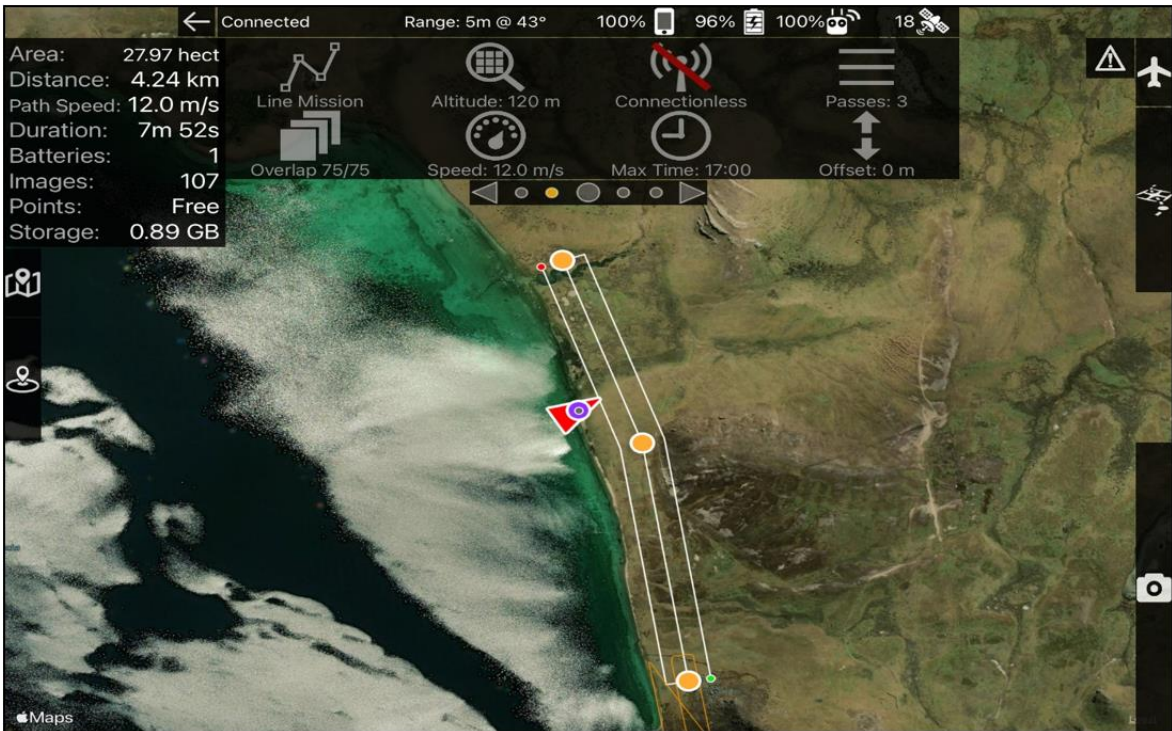 Connected Range: 5m @ 43° 100% 96% 100% 18
Area: 27.97 hect
Distance: 4.24 km
Path Speed: 12.0 m/s
Duration: 7m 52s
Batteries: 1
Images: 107
Points: Free
Storage: 0.89 GB
Line Mission Altitude: 120 m Connectionless Passes: 3
Overlap 75/75 Speed: 12.0 m/s Max Time: 17:00 Offset: 0 m
Maps
Legal